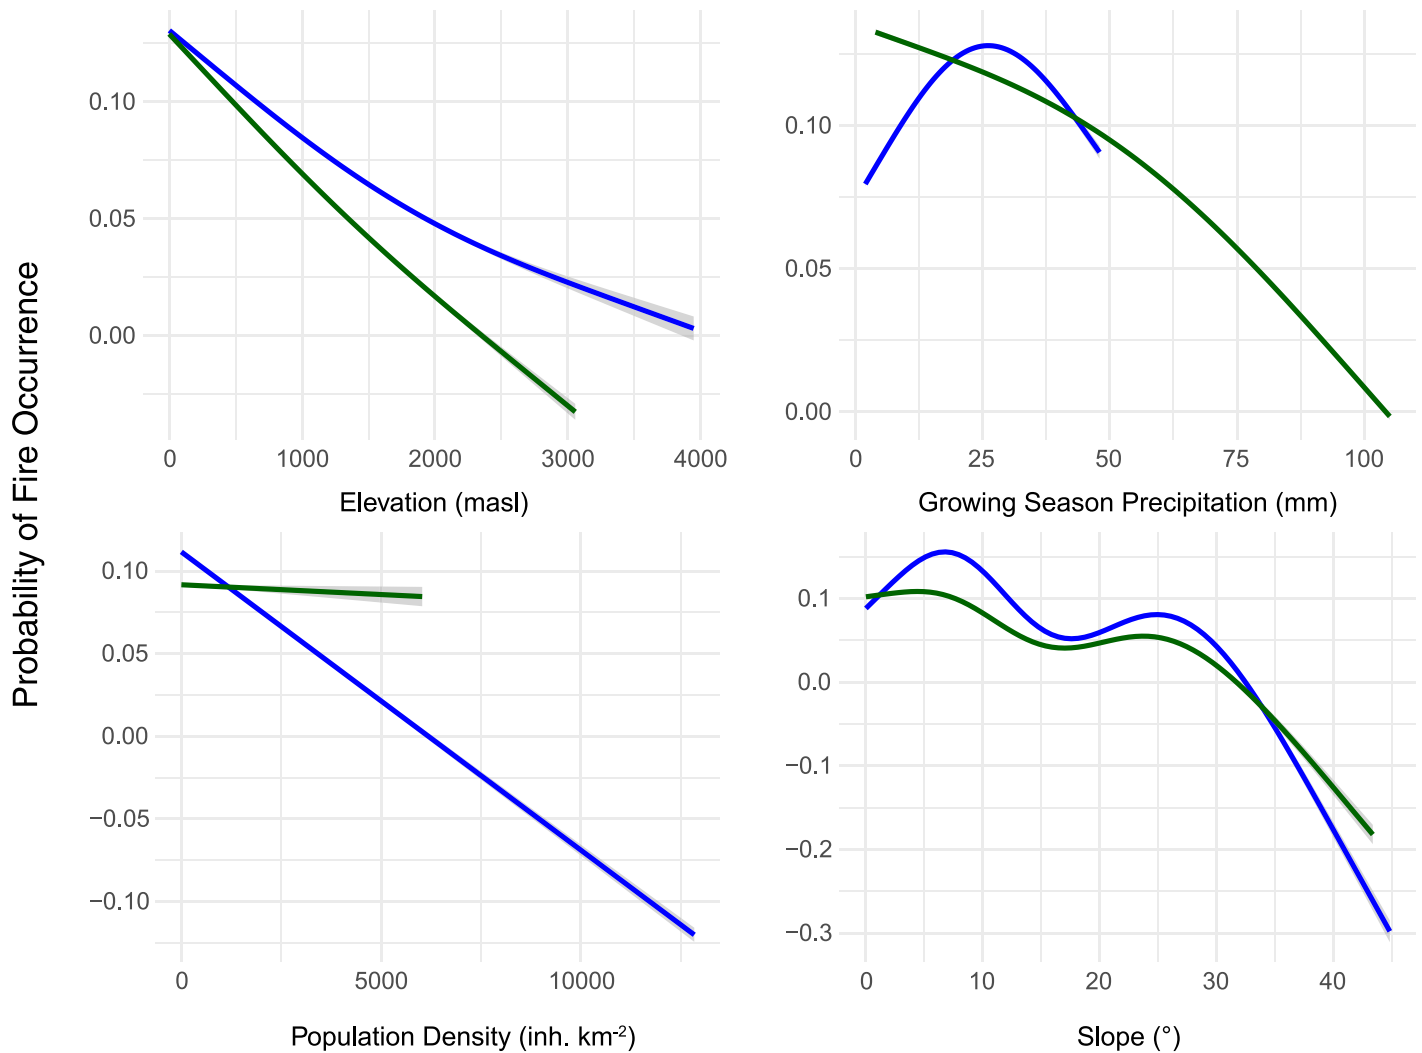 Probability of Fire Occurrence
0.10
0.05
0.00
0 1000 2000 3000 4000
Elevation (masl)
0.10
0.05
0.00
0 25 50 75 100
Growing Season Precipitation (mm)
0.10
0.05
0.00
−0.05
−0.10
0 5000 10000
Population Density (inh. km⁻²)
0.1
0.0
−0.1
−0.2
−0.3
0 10 20 30 40
Slope (°)